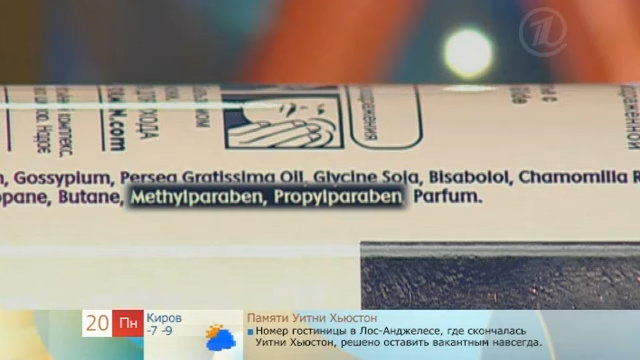 n, Gossypium, Persea Gratissima Oil, Glycine Soja, Bisabolol, Chamomilla R
opane, Butane, Methylparaben, Propylparaben Parfum.
20 Пн
Киров
-7 -9
Памяти Уитни Хьюстон
Номер гостиницы в Лос-Анджелесе, где скончалась
Уитни Хьюстон, решено оставить вакантным навсегда.